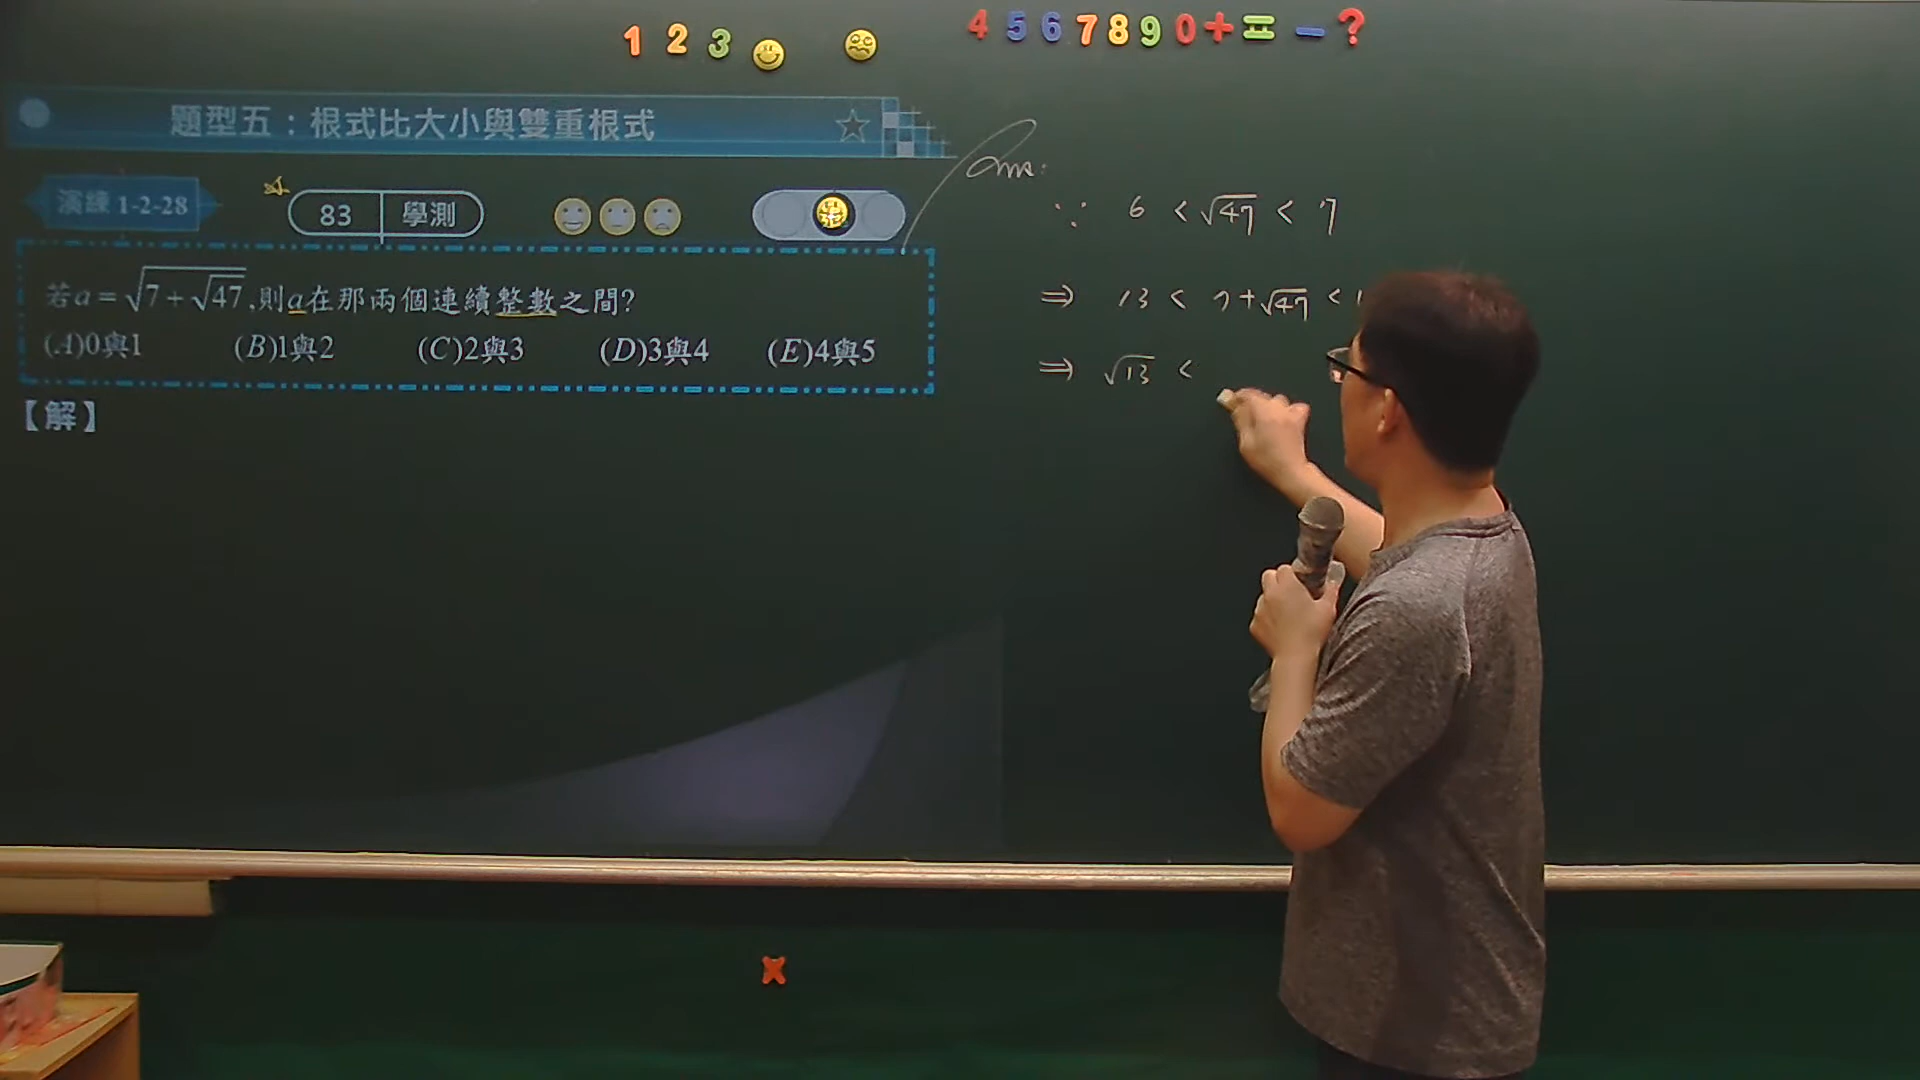 1 2 3 4 5 6 7 8 9 0 + = - ?
題型五：根式比大小與雙重根式
演練 1-2-28 83 學測
若a = √(7 + √47) ,則a在那兩個連續整數之間?
(A)0與1 (B)1與2 (C)2與3 (D)3與4 (E)4與5
【解】
Ans:
∵ 6 < √47 < 7
⇒ 13 < 7+√47 < 1
⇒ √13 <
x